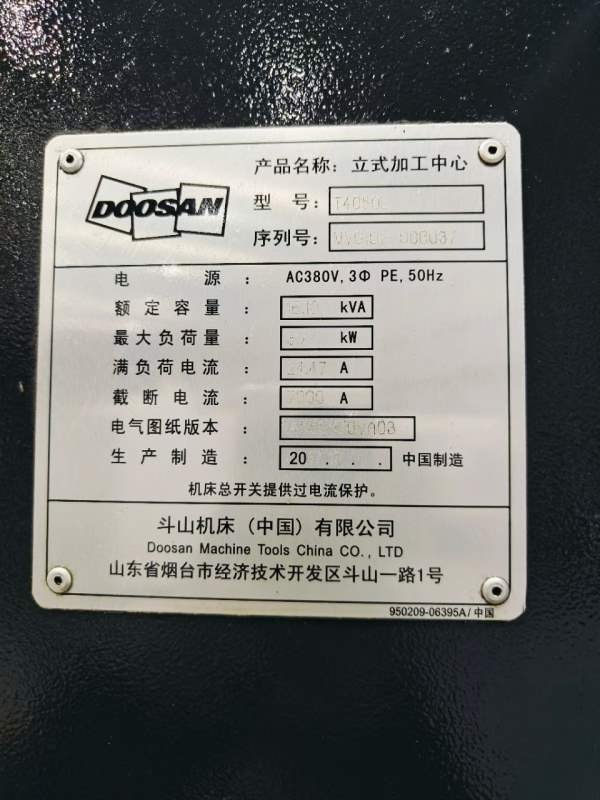 DOOSAN
产品名称: 立式加工中心
型 号:
序列号:
电 源 : AC380V, 3Φ PE, 50Hz
额定容量 : kVA
最大负荷量 : kW
满负荷电流 : 24.47 A
截断电流 : A
电气图纸版本 :
生产制造 : 20 . . . 中国制造
机床总开关提供过电流保护。
斗山机床(中国)有限公司
Doosan Machine Tools China CO., LTD
山东省烟台市经济技术开发区斗山一路1号
950209-06395A/中国